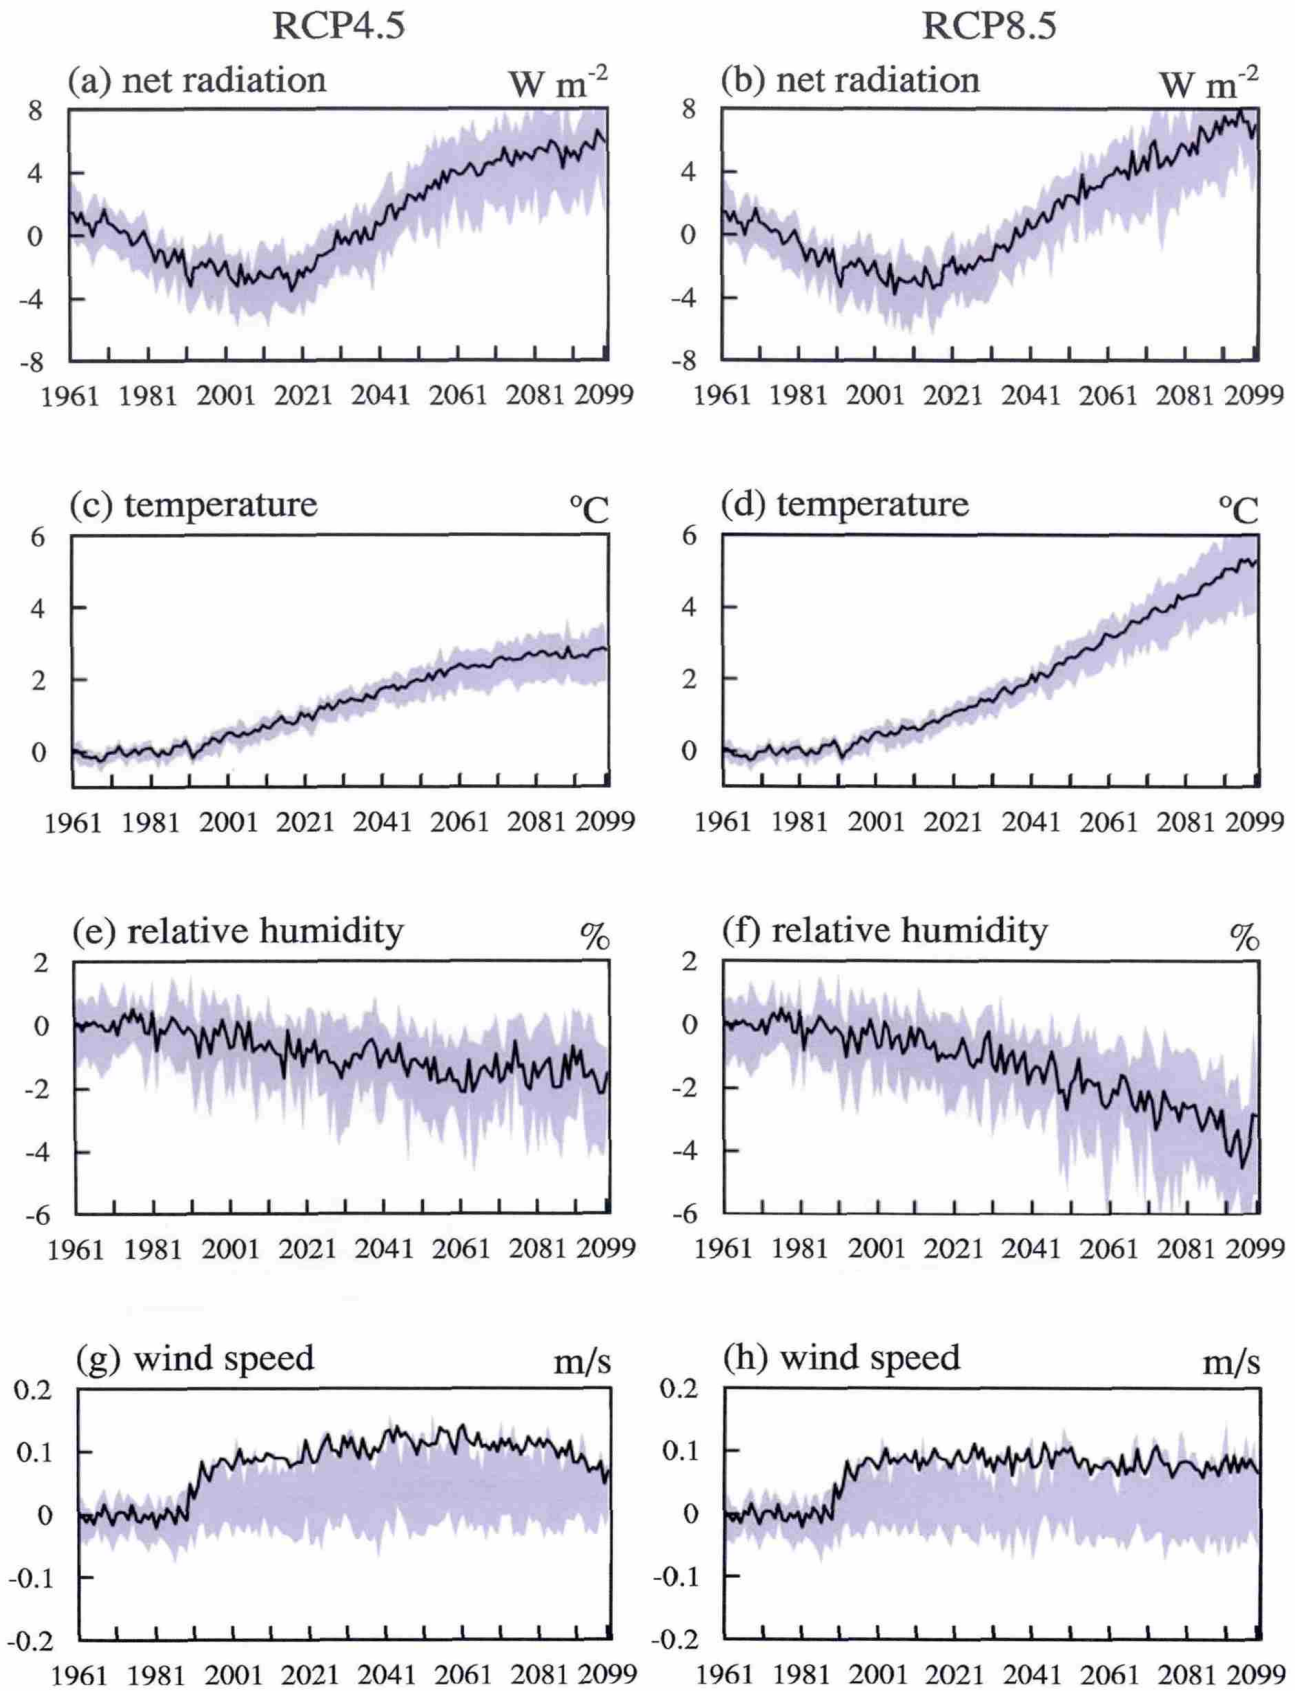 RCP4.5 RCP8.5
(a) net radiation W m-2 (b) net radiation W m-2
8 8
4 4
0 0
-4 -4
-8 -8
1961 1981 2001 2021 2041 2061 2081 2099 1961 1981 2001 2021 2041 2061 2081 2099
(c) temperature ºC (d) temperature ºC
6 6
4 4
2 2
0 0
1961 1981 2001 2021 2041 2061 2081 2099 1961 1981 2001 2021 2041 2061 2081 2099
(e) relative humidity % (f) relative humidity %
2 2
0 0
-2 -2
-4 -4
-6 -6
1961 1981 2001 2021 2041 2061 2081 2099 1961 1981 2001 2021 2041 2061 2081 2099
(g) wind speed m/s (h) wind speed m/s
0.2 0.2
0.1 0.1
0 0
-0.1 -0.1
-0.2 -0.2
1961 1981 2001 2021 2041 2061 2081 2099 1961 1981 2001 2021 2041 2061 2081 2099